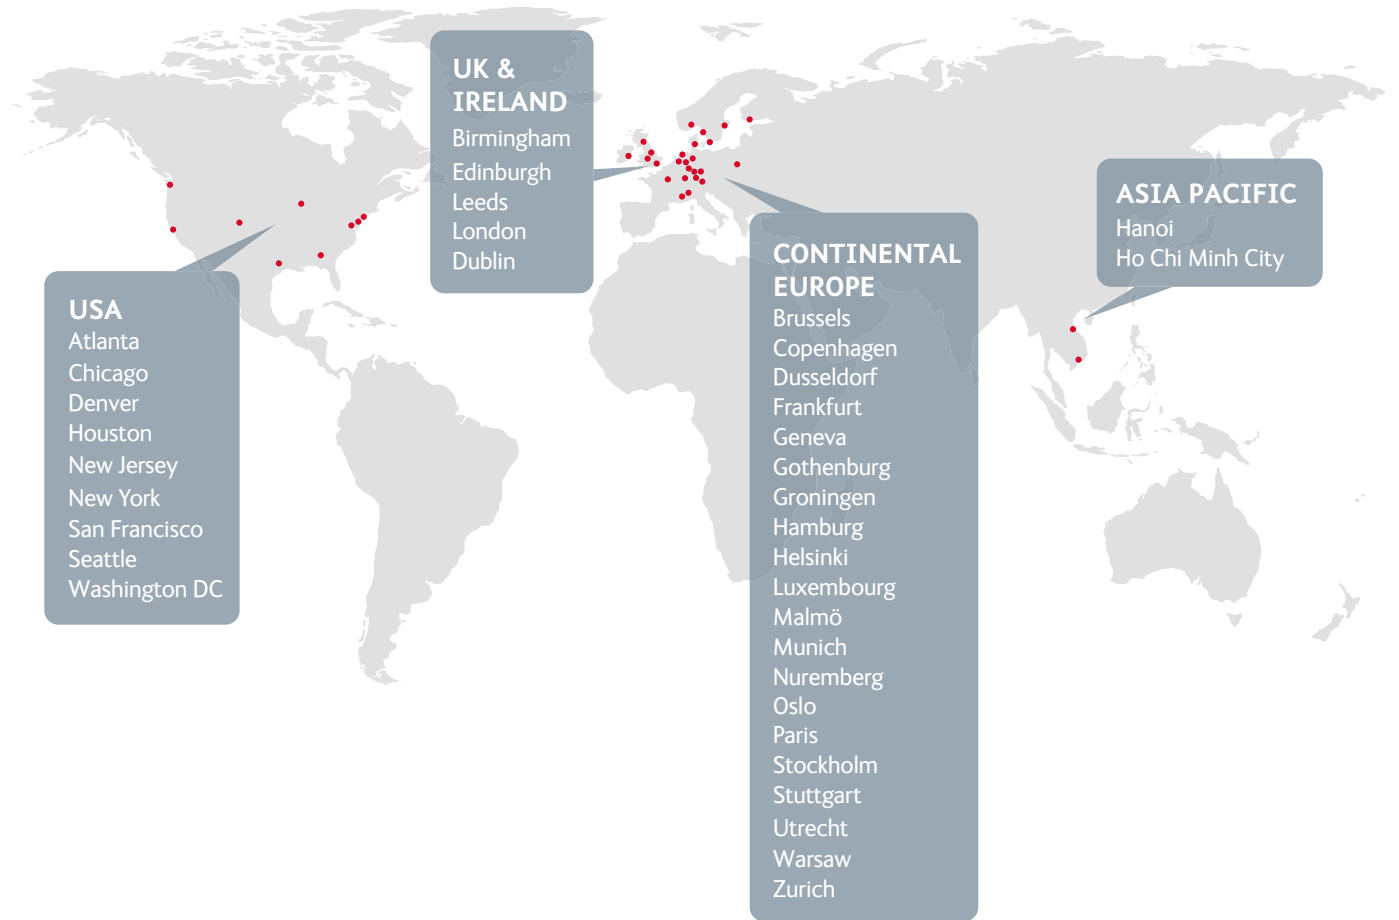 UK &
IRELAND
Birmingham
Edinburgh
Leeds
London
Dublin
ASIA PACIFIC
Hanoi
Ho Chi Minh City
CONTINENTAL
EUROPE
Brussels
Copenhagen
Dusseldorf
Frankfurt
Geneva
Gothenburg
Groningen
Hamburg
Helsinki
Luxembourg
Malmö
Munich
Nuremberg
Oslo
Paris
Stockholm
Stuttgart
Utrecht
Warsaw
Zurich
USA
Atlanta
Chicago
Denver
Houston
New Jersey
New York
San Francisco
Seattle
Washington DC